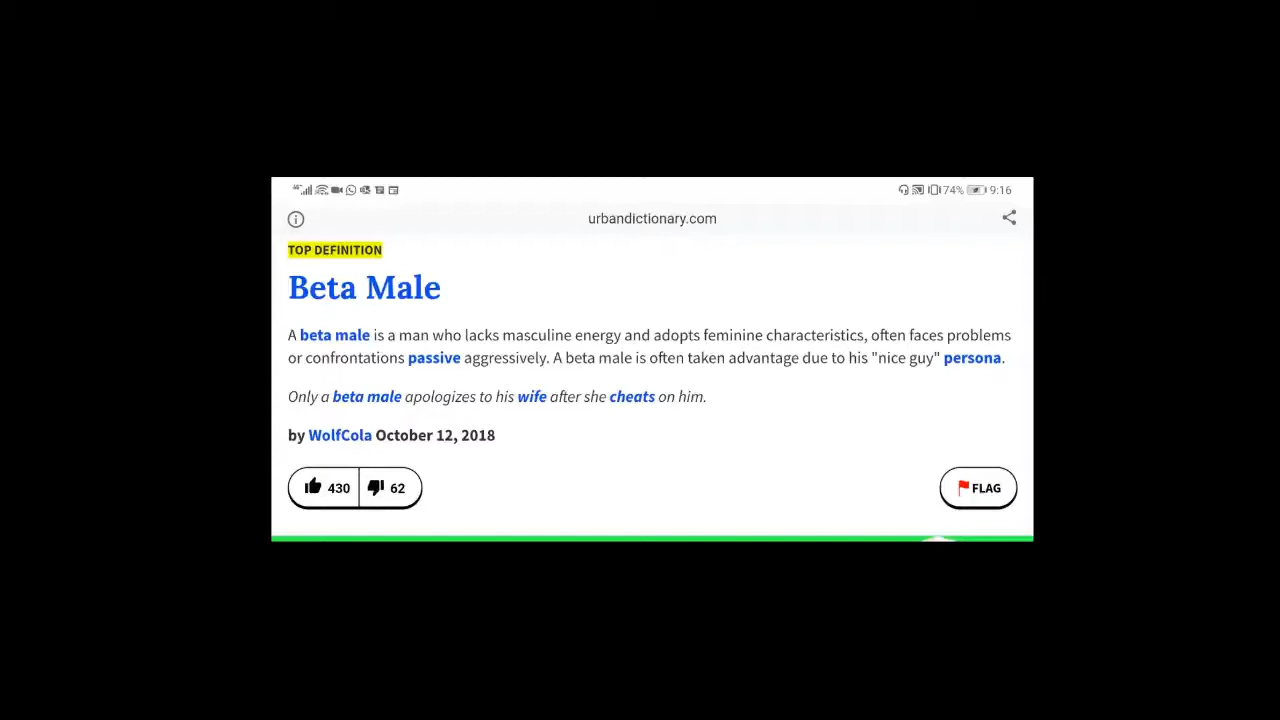 74% 9:16
urbandictionary.com
TOP DEFINITION
Beta Male
A beta male is a man who lacks masculine energy and adopts feminine characteristics, often faces problems
or confrontations passive aggressively. A beta male is often taken advantage due to his "nice guy" persona.
Only a beta male apologizes to his wife after she cheats on him.
by WolfCola October 12, 2018
430 62 FLAG